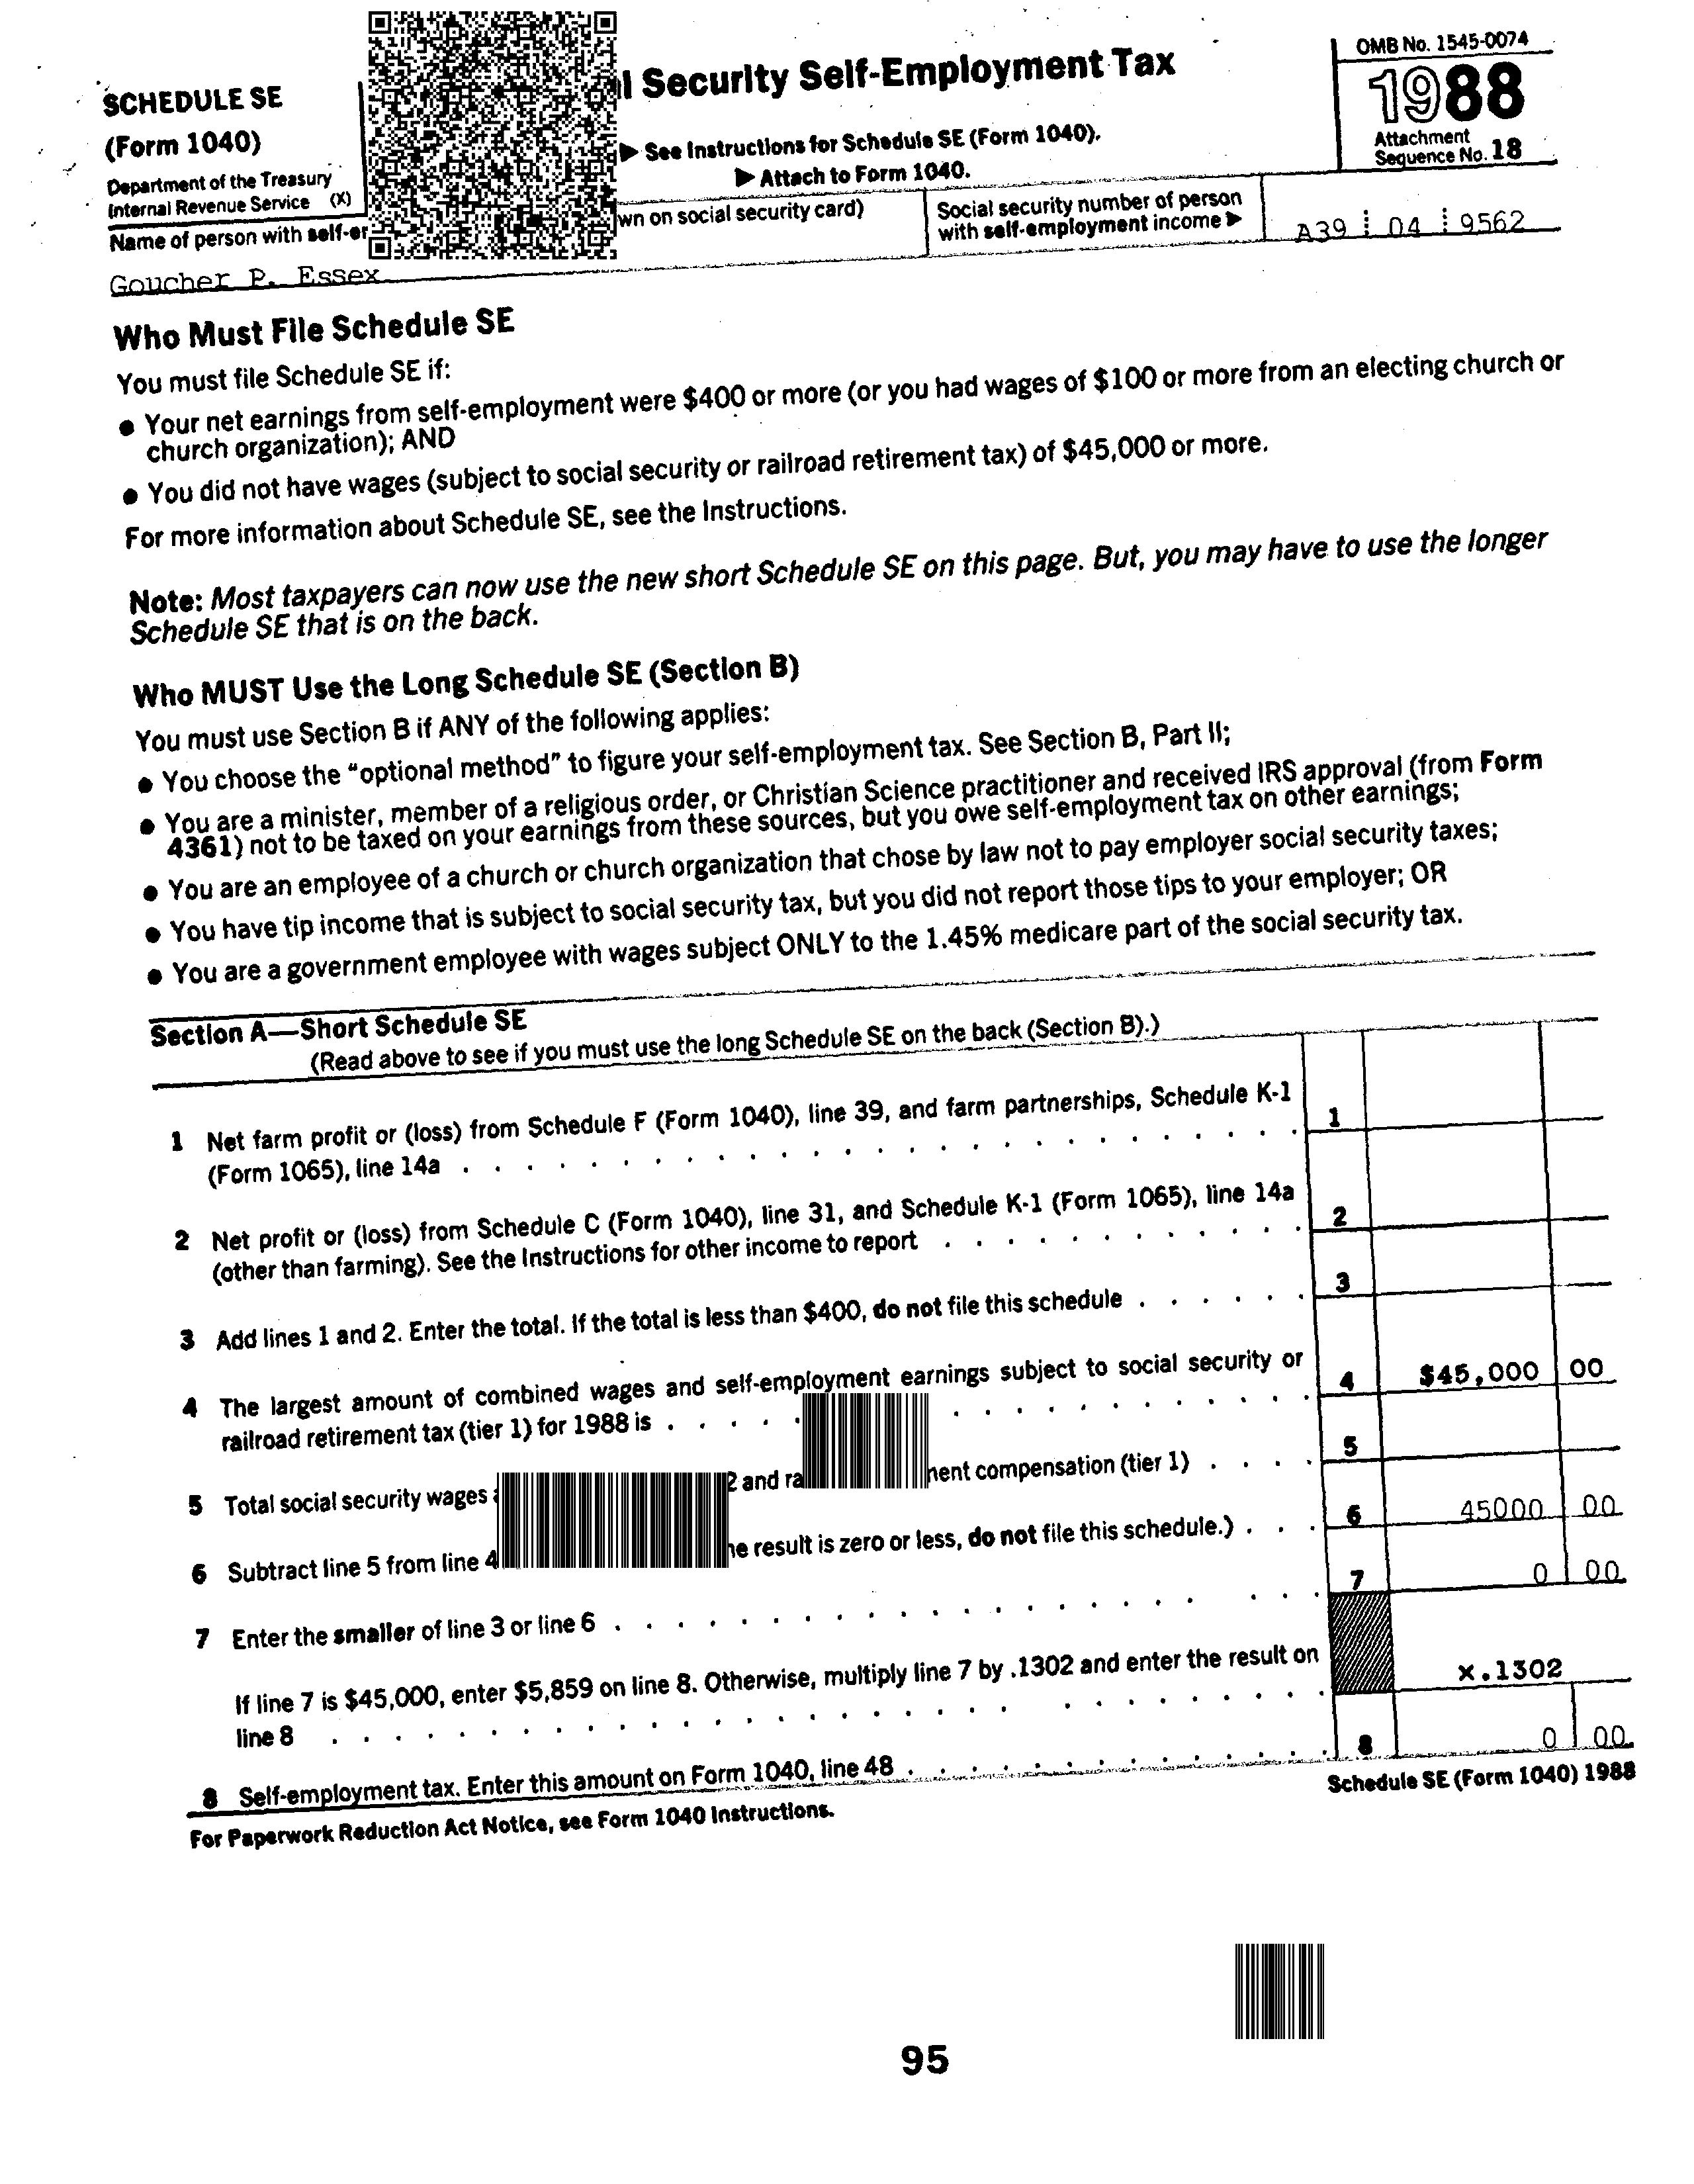 SCHEDULE SE
(Form 1040)
Department of the Treasury
Internal Revenue Service (X)
l Security Self-Employment Tax
▶ See Instructions for Schedule SE (Form 1040).
▶ Attach to Form 1040.
OMB No. 1545-0074
1988
Attachment
Sequence No. 18
Name of person with self-
on social security card)
Social security number of person
with self-employment income ▶
A39 04 9562
Goucher P. Essex
Who Must File Schedule SE
You must file Schedule SE if:
● Your net earnings from self-employment were $400 or more (or you had wages of $100 or more from an electing church or
church organization); AND
● You did not have wages (subject to social security or railroad retirement tax) of $45,000 or more.
For more information about Schedule SE, see the Instructions.
Note: Most taxpayers can now use the new short Schedule SE on this page. But, you may have to use the longer
Schedule SE that is on the back.
Who MUST Use the Long Schedule SE (Section B)
You must use Section B if ANY of the following applies:
● You choose the "optional method" to figure your self-employment tax. See Section B, Part II;
● You are a minister, member of a religious order, or Christian Science practitioner and received IRS approval (from Form
4361) not to be taxed on your earnings from these sources, but you owe self-employment tax on other earnings;
● You are an employee of a church or church organization that chose by law not to pay employer social security taxes;
● You have tip income that is subject to social security tax, but you did not report those tips to your employer; OR
● You are a government employee with wages subject ONLY to the 1.45% medicare part of the social security tax.
Section A—Short Schedule SE
(Read above to see if you must use the long Schedule SE on the back (Section B).)
1 Net farm profit or (loss) from Schedule F (Form 1040), line 39, and farm partnerships, Schedule K-1
(Form 1065), line 14a . . . . . . . . . . . . . . . . . . . . . . . . . . 1
2 Net profit or (loss) from Schedule C (Form 1040), line 31, and Schedule K-1 (Form 1065), line 14a
(other than farming). See the Instructions for other income to report . . . . . . . . . . . . 2
3 Add lines 1 and 2. Enter the total. If the total is less than $400, do not file this schedule . . . . . . 3
4 The largest amount of combined wages and self-employment earnings subject to social security or
railroad retirement tax (tier 1) for 1988 is . . . . . . . . . . . . . . . . 4 $45,000 00
5 Total social security wages 2 and compensation (tier 1) . . . . 5
6 Subtract line 5 from line 4 result is zero or less, do not file this schedule.) . . . 6 45000 00
7 Enter the smaller of line 3 or line 6 . . . . . . . . . . . . . . . . . . . . . . 7 0 00
If line 7 is $45,000, enter $5,859 on line 8. Otherwise, multiply line 7 by .1302 and enter the result on
line 8 . . . . . . . . . . . . . . . . . . . . . . . . . . . . x.1302
8 Self-employment tax. Enter this amount on Form 1040, line 48 . . . . . . . . . . . . . 8 0 00
For Paperwork Reduction Act Notice, see Form 1040 Instructions.
Schedule SE (Form 1040) 1988
95